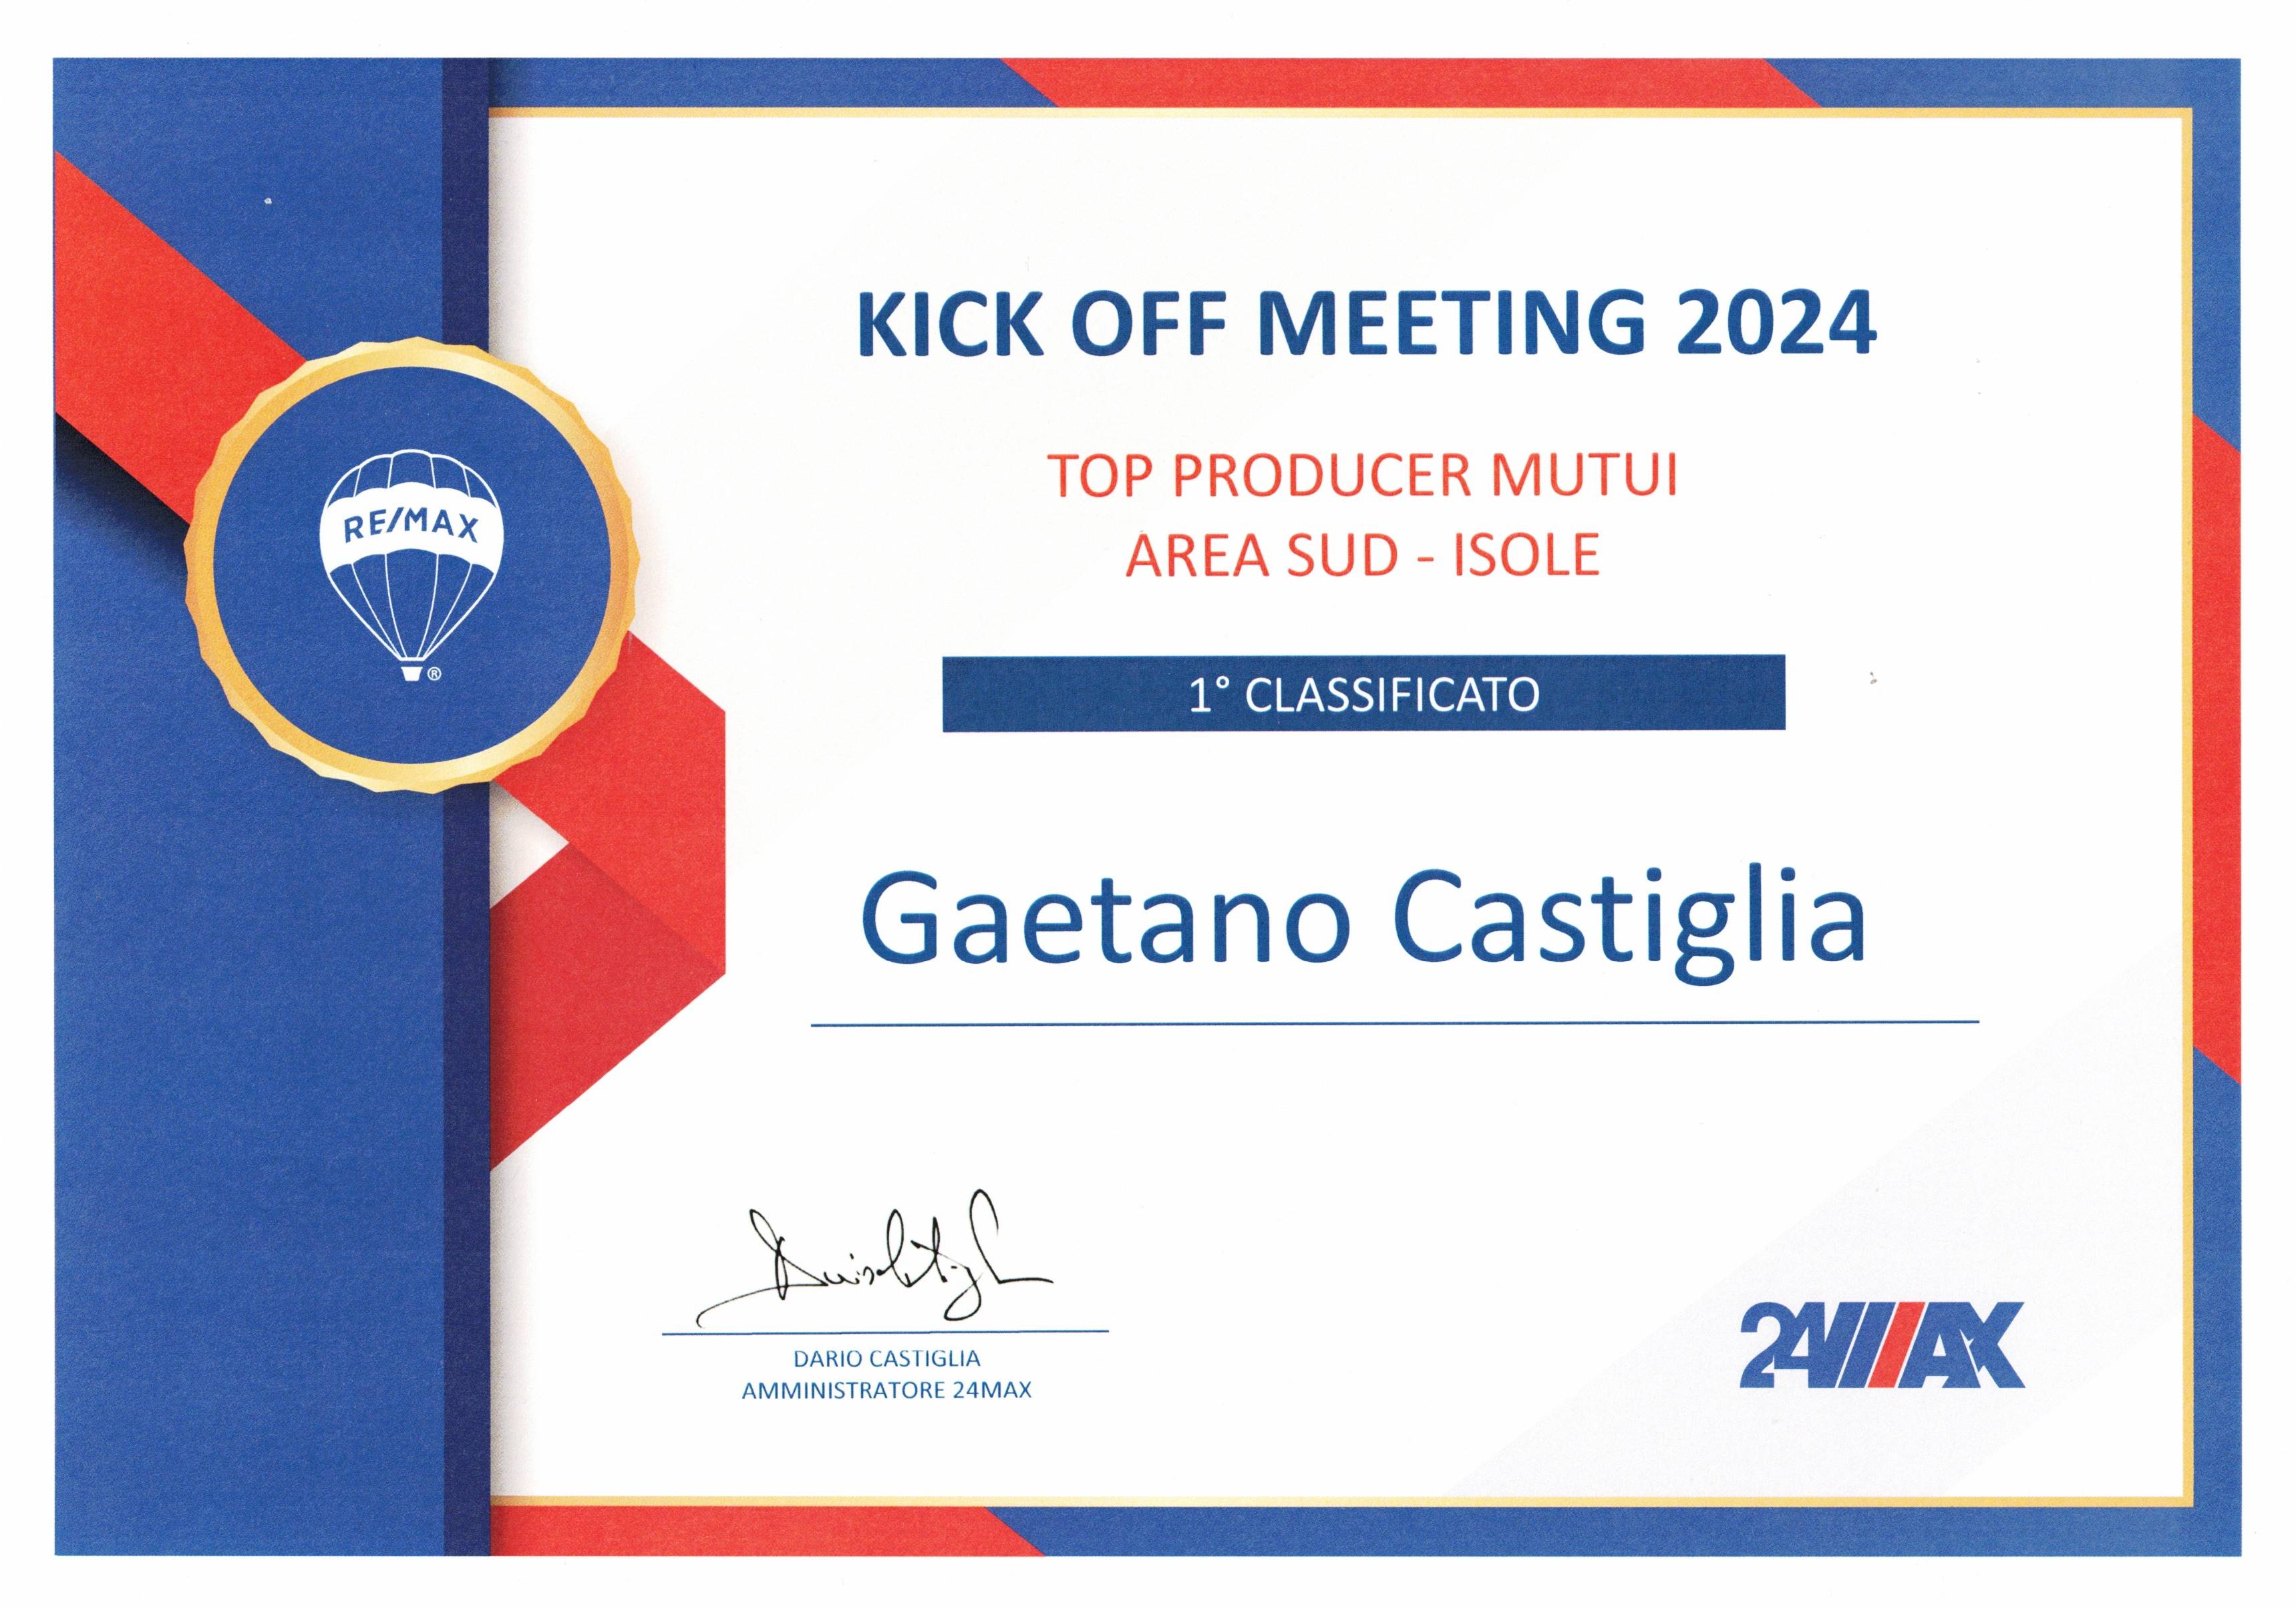 KICK OFF MEETING 2024
TOP PRODUCER MUTUI
AREA SUD - ISOLE
RE/MAX
®
1° CLASSIFICATO
Gaetano Castiglia
DARIO CASTIGLIA
AMMINISTRATORE 24MAX
24MAX